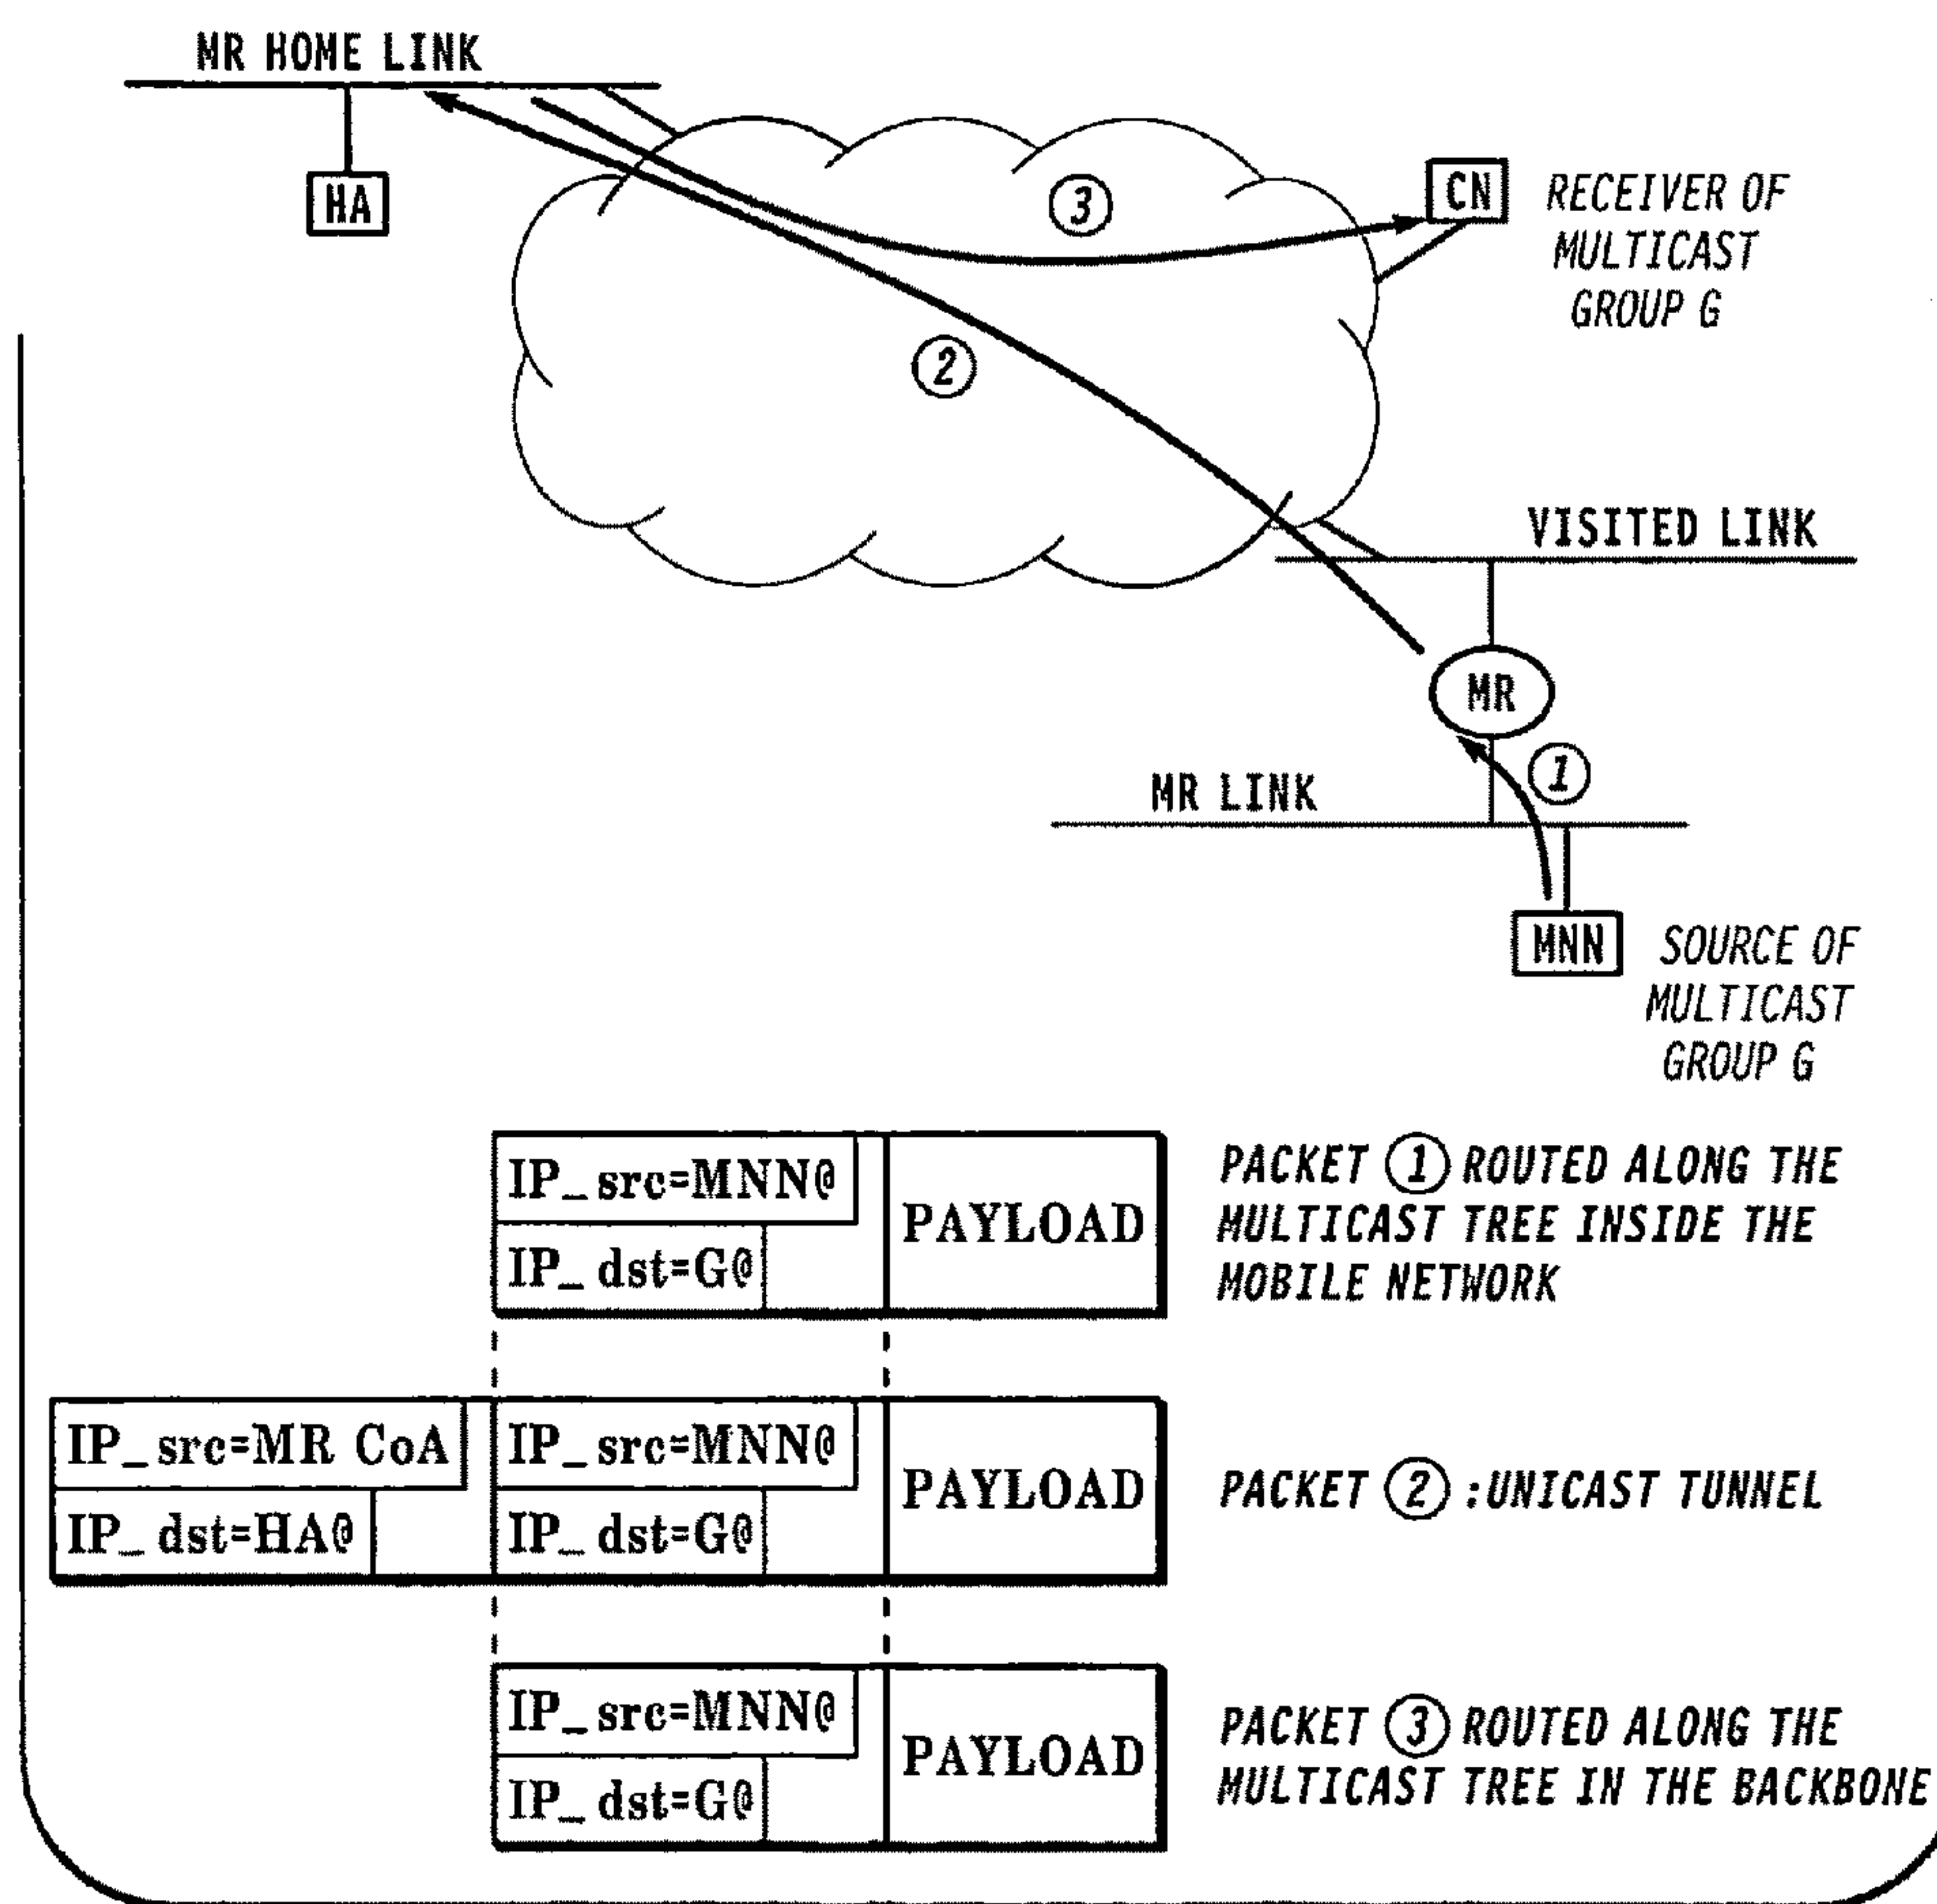 MR HOME LINK
HA
3
CN
RECEIVER OF
MULTICAST
GROUP G
2
VISITED LINK
MR
1
MR LINK
MNN
SOURCE OF
MULTICAST
GROUP G
IP_src=MNN@
IP_dst=G@
PAYLOAD
PACKET 1 ROUTED ALONG THE
MULTICAST TREE INSIDE THE
MOBILE NETWORK
IP_src=MR CoA
IP_dst=HA@
IP_src=MNN@
IP_dst=G@
PAYLOAD
PACKET 2 :UNICAST TUNNEL
IP_src=MNN@
IP_dst=G@
PAYLOAD
PACKET 3 ROUTED ALONG THE
MULTICAST TREE IN THE BACKBONE